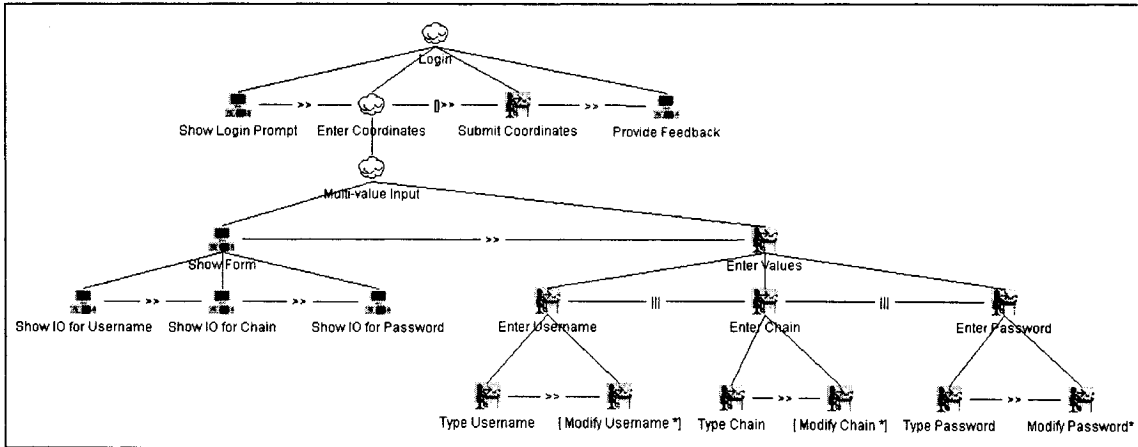 Login
>> []>> >>
Show Login Prompt Enter Coordinates Submit Coordinates Provide Feedback
Multi-value Input
>>
Show Form Enter Values
>> >> ||| |||
Show IO for Username Show IO for Chain Show IO for Password Enter Username Enter Chain Enter Password
>> >> >>
Type Username [ Modify Username *] Type Chain [ Modify Chain *] Type Password Modify Password*